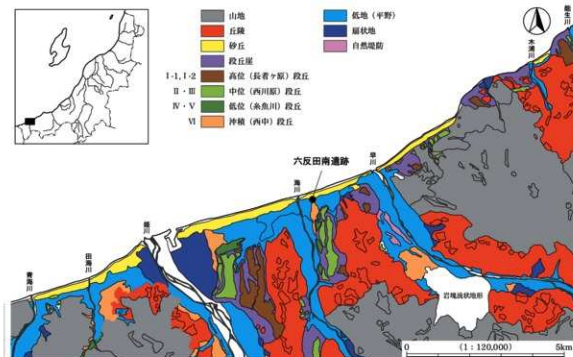 山地
丘陵
砂丘
段丘崖
I-1, I-2 高位（長者ヶ原）段丘
II・III 中位（西川原）段丘
IV・V 低位（糸魚川）段丘
VI 沖積（西中）段丘
低地（平野）
扇状地
自然堤防
能生川
木浦川
六反田南遺跡
早川
海川
姫川
田海川
青海川
岩塊流状地形
0 （1：120,000） 5km